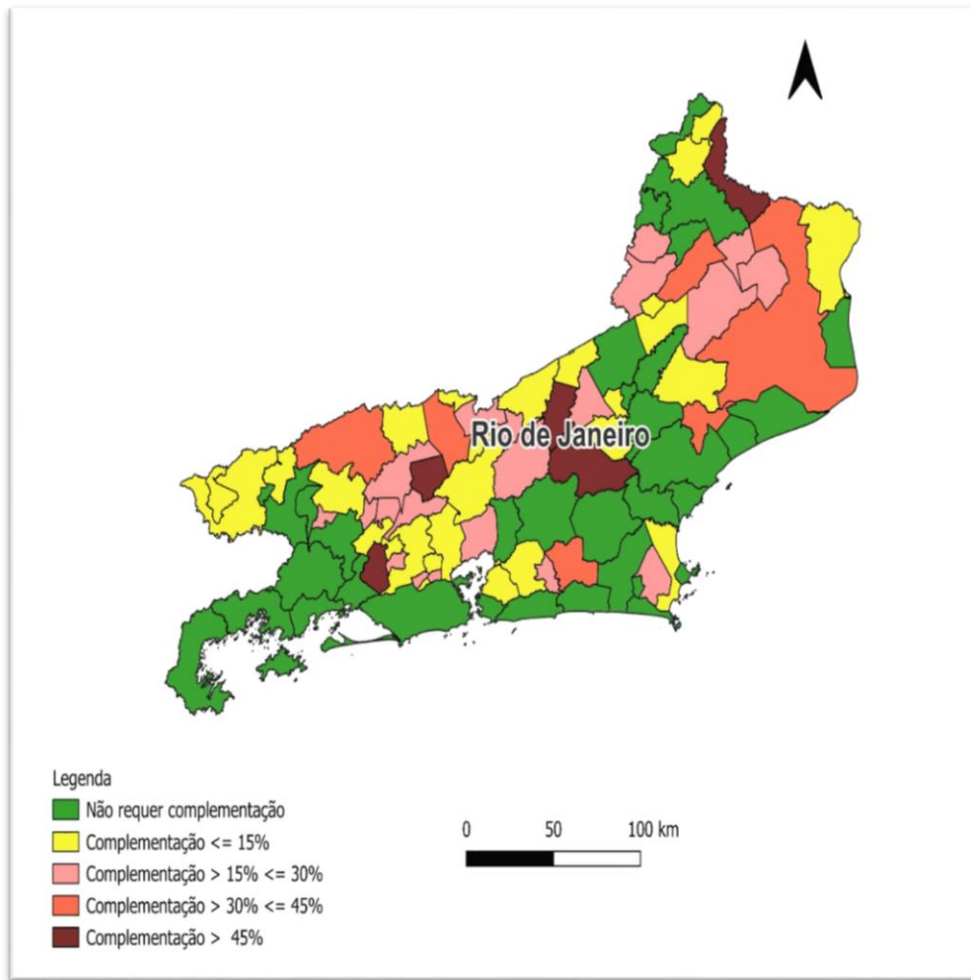 Rio de Janeiro
Legenda
Não requer complementação
Complementação <= 15%
Complementação > 15% <= 30%
Complementação > 30% <= 45%
Complementação >  45%
0 50 100 km